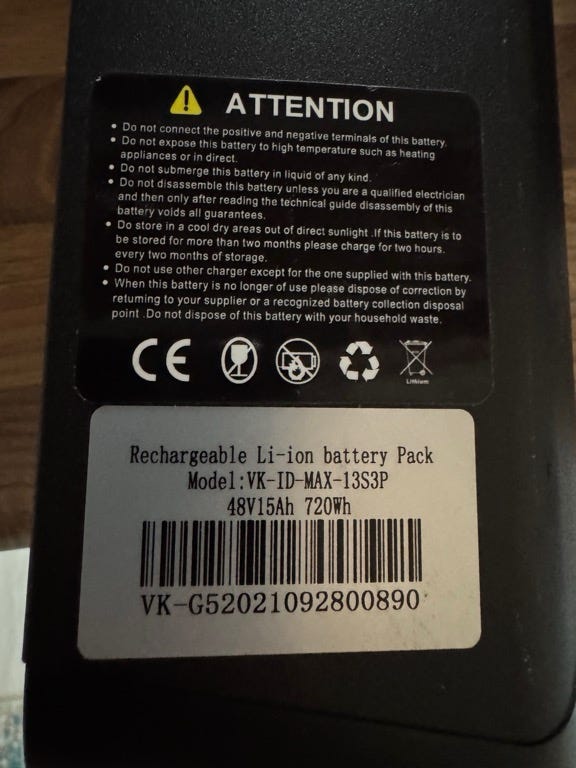 ATTENTION
• Do not connect the positive and negative terminals of this battery.
• Do not expose this battery to high temperature such as heating
appliances or in direct.
• Do not submerge this battery in liquid of any kind.
• Do not disassemble this battery unless you are a qualified electrician
and then only after reading the technical guide disassembly of this
battery voids all guarantees.
• Do store in a cool dry areas out of direct sunlight .If this battery is to
be stored for more than two months please charge for two hours.
every two months of storage.
• Do not use other charger except for the one supplied with this battery.
• When this battery is no longer of use please dispose of correction by
returning to your supplier or a recognized battery collection disposal
point .Do not dispose of this battery with your household waste.
CE
Lithium
Rechargeable Li-ion battery Pack
Model:VK-ID-MAX-13S3P
48V15Ah 720Wh
VK-G52021092800890